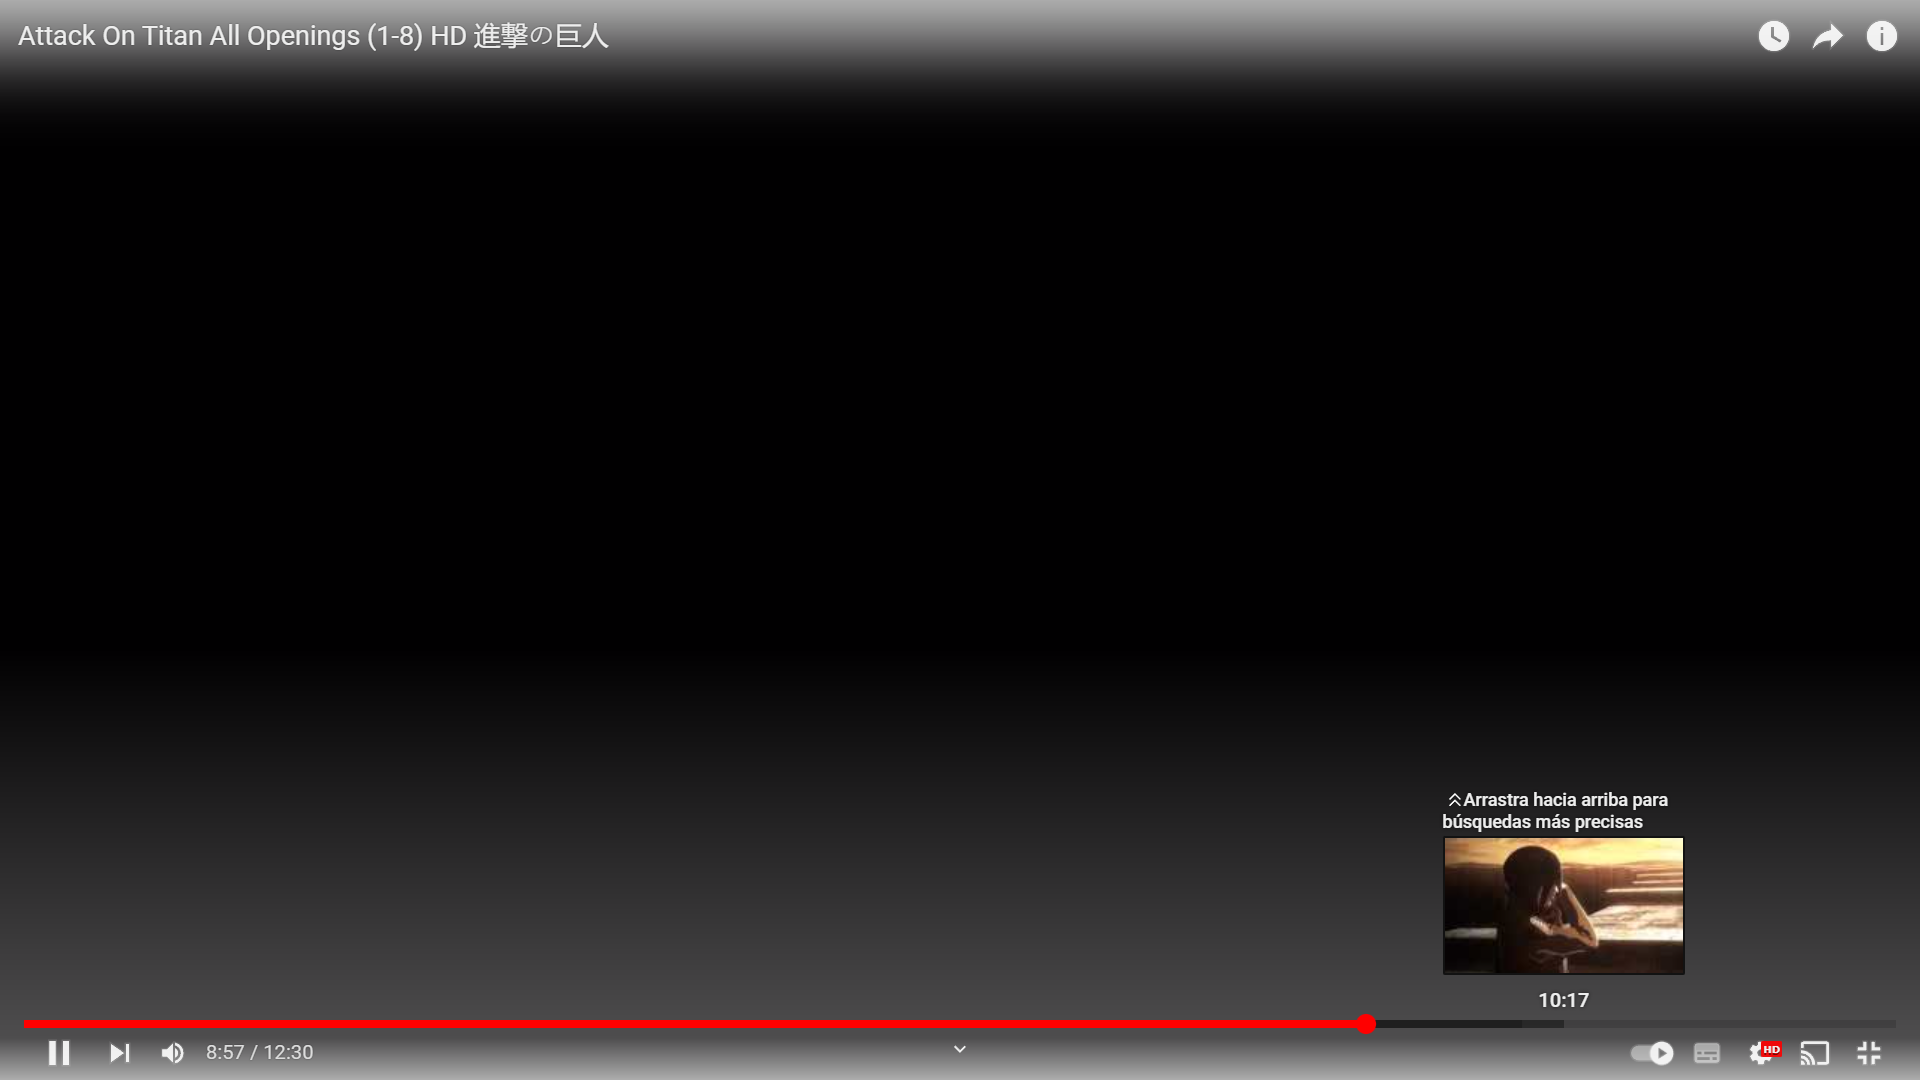 Attack On Titan All Openings (1-8) HD 進撃の巨人
Arrastra hacia arriba para
búsquedas más precisas
10:17
8:57 / 12:30
HD